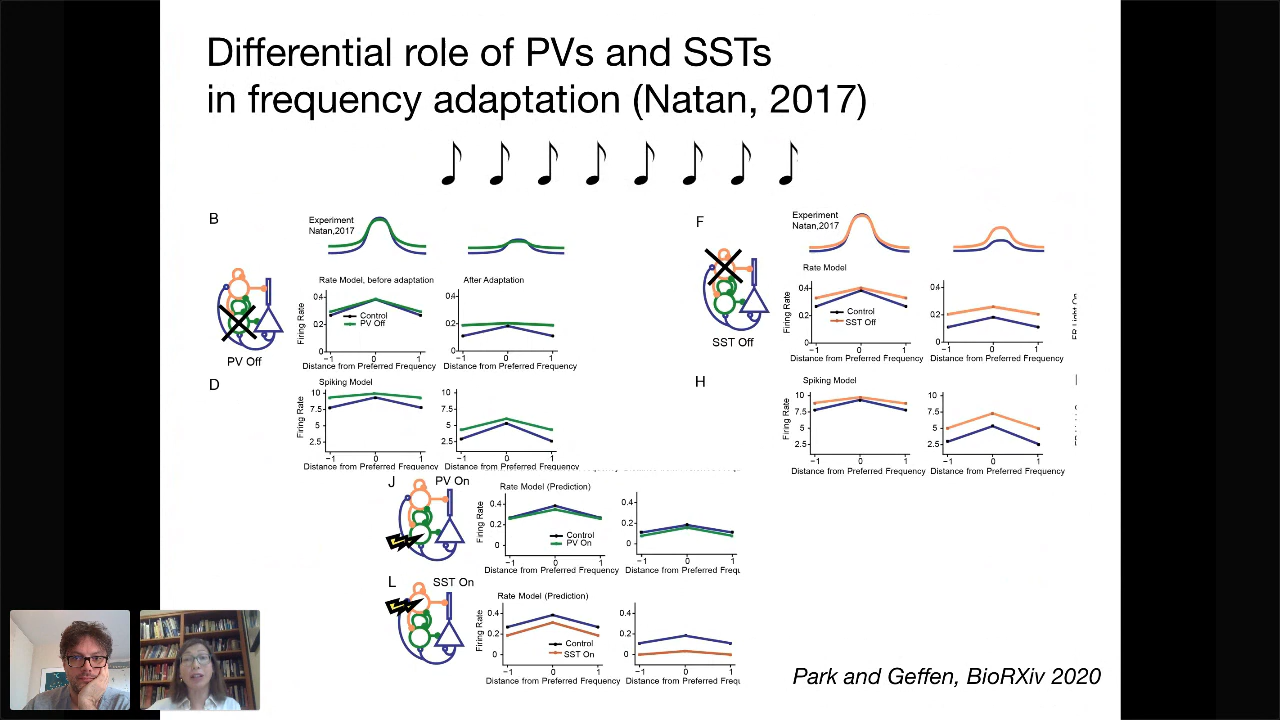 Differential role of PVs and SSTs
in frequency adaptation (Natan, 2017)
B
Experiment
Natan,2017
PV Off
Rate Model, before adaptation
After Adaptation
Firing Rate
0.4
0.2
0
Control
PV Off
-1 0 1
Distance from Preferred Frequency
0.4
0.2
0
-1 0 1
Distance from Preferred Frequency
D
Spiking Model
Firing Rate
10
7.5
5
2.5
-1 0 1
Distance from Preferred Frequency
10
7.5
5
2.5
-1 0 1
Distance from Preferred Frequency
F
Experiment
Natan,2017
SST Off
Rate Model
Firing Rate
0.4
0.2
0
Control
SST Off
-1 0 1
Distance from Preferred Frequency
0.4
0.2
0
-1 0 1
Distance from Preferred Frequency
H
Spiking Model
Firing Rate
10
7.5
5
2.5
-1 0 1
Distance from Preferred Frequency
10
7.5
5
2.5
-1 0 1
Distance from Preferred Frequency
J
PV On
Rate Model (Prediction)
Firing Rate
0.4
0.2
0
Control
PV On
-1 0 1
Distance from Preferred Frequency
0.4
0.2
0
-1 0 1
Distance from Preferred Frequ
L
SST On
Rate Model (Prediction)
Firing Rate
0.4
0.2
0
Control
SST On
-1 0 1
Distance from Preferred Frequency
0.4
0.2
0
-1 0 1
Distance from Preferred Frequ
Park and Geffen, BioRXiv 2020